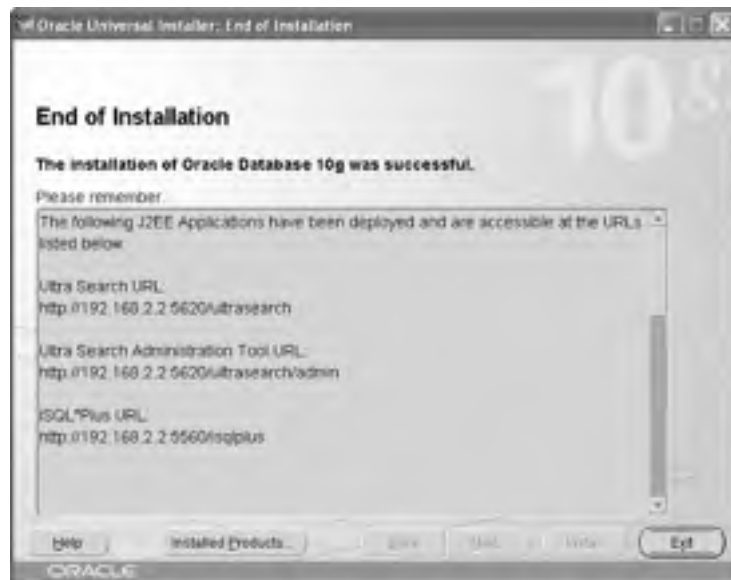 Oracle Universal Installer: End of Installation
10g
End of Installation
The installation of Oracle Database 10g was successful.
Please remember
The following J2EE Applications have been deployed and are accessible at the URLs
listed below
Ultra Search URL:
http://192.168.2.2:5620/ultrasearch
Ultra Search Administration Tool URL:
http://192.168.2.2:5620/ultrasearch/admin
iSQL*Plus URL:
http://192.168.2.2:5560/isqlplus
Help
Installed Products...
Back
Next
Exit
ORACLE